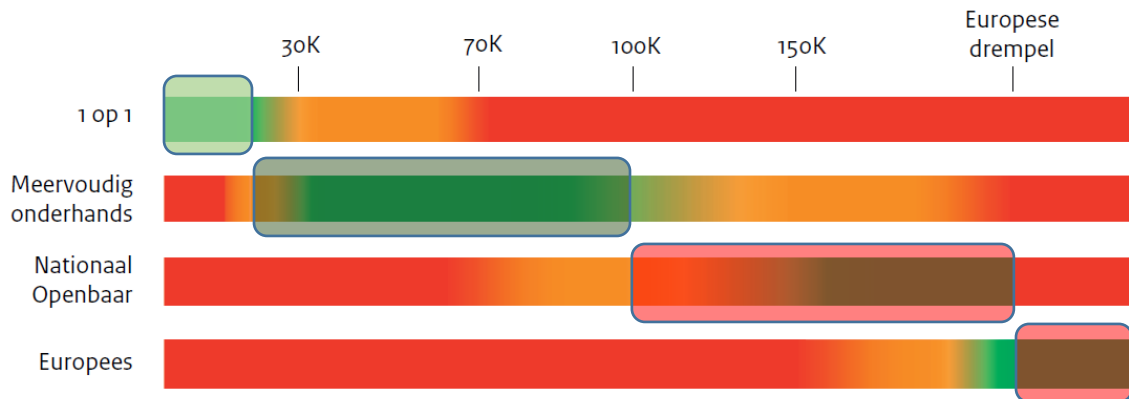 Europese
drempel
30K
70K
100K
150K
1 op 1
Meervoudig
onderhands
Nationaal
Openbaar
Europees